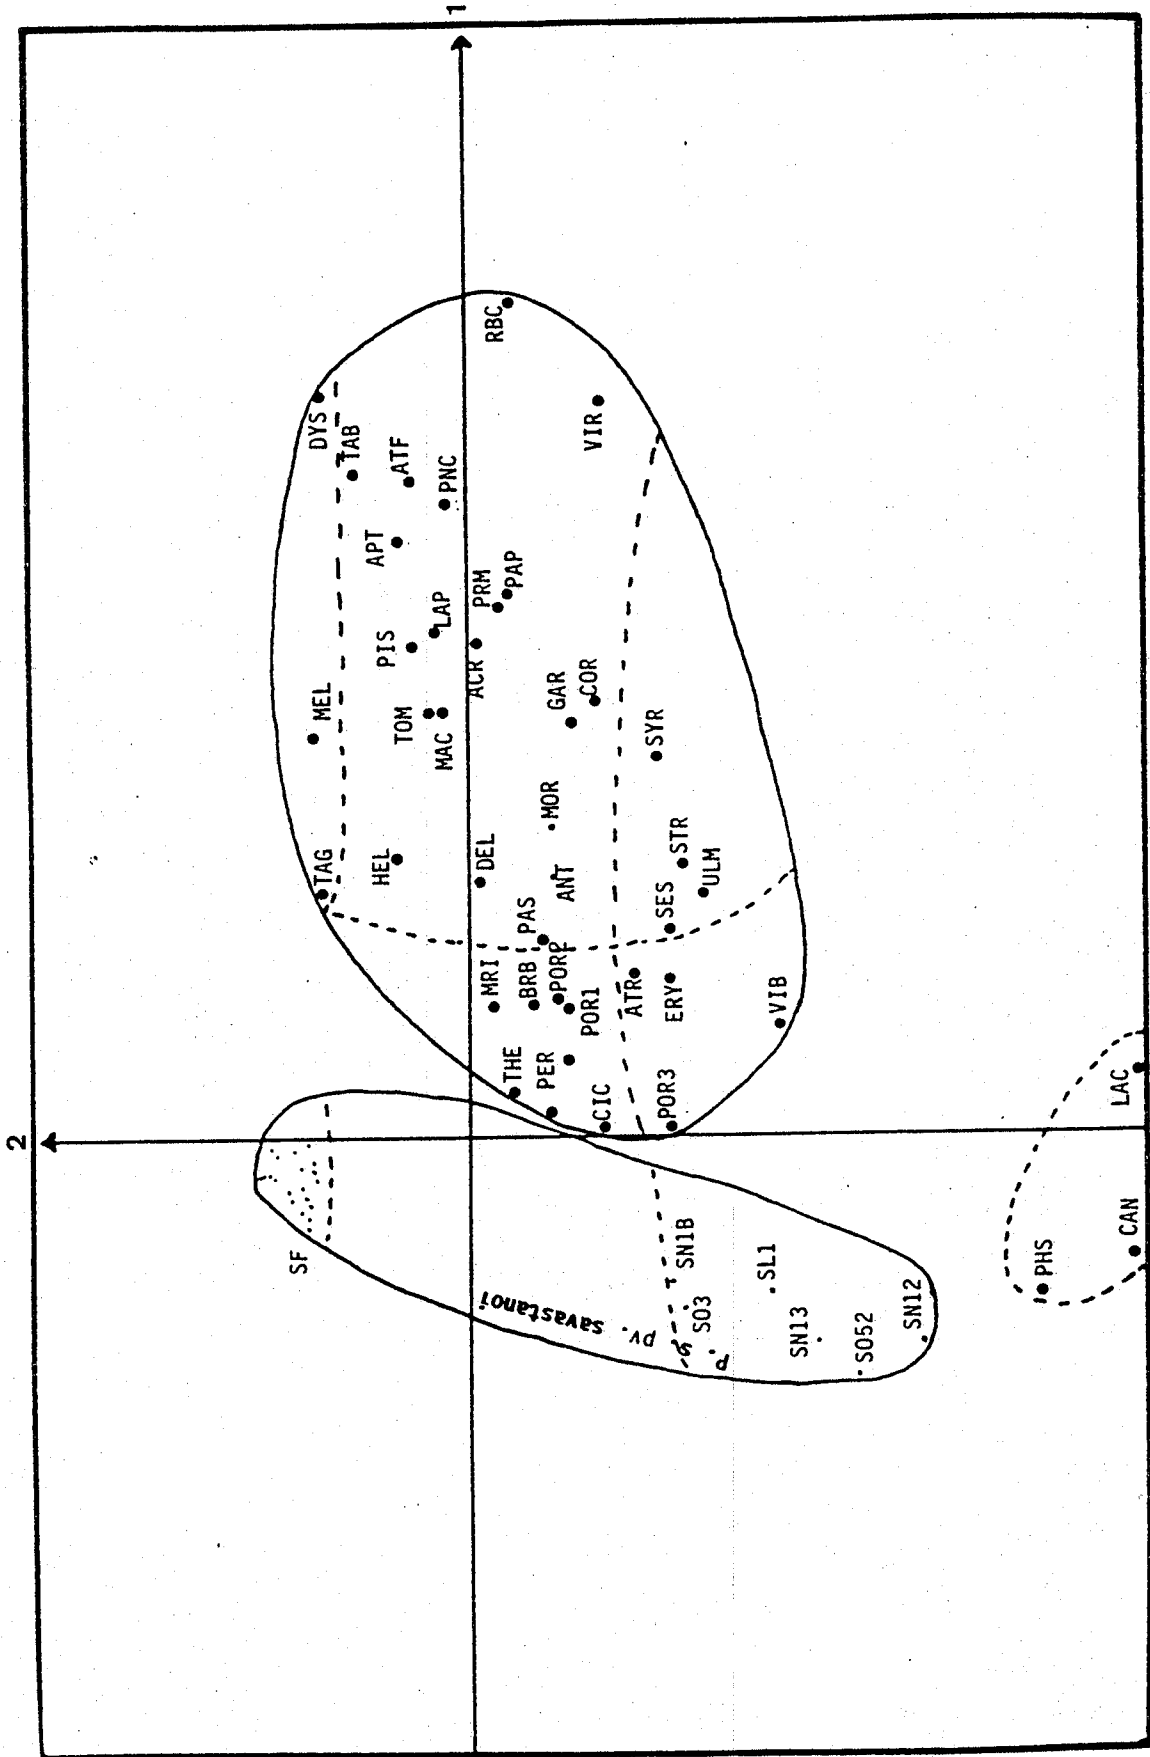 1
2
RBC
DYS
TAB
ATF
PNC
VIR
APT
PRM
PAP
LAP
PIS
ACR
COR
GAR
MEL
TOM
MAC
SYR
MOR
STR
ULM
DEL
HEL
TAG
ANT
SES
PAS
MRI
BRB
PORP
POR1
ATR
ERY
VIB
THE
PER
CIC
POR3
LAC
CAN
PHS
SF
SN1B
SO3
SL1
SN13
SO52
SN12
P. s. pv. savastanoi